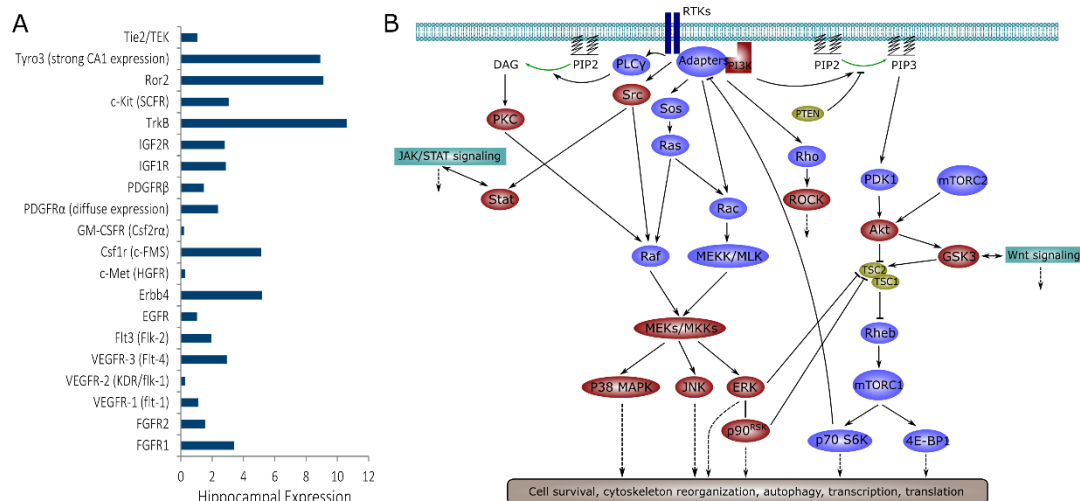 A
Tie2/TEK
Tyro3 (strong CA1 expression)
Ror2
c-Kit (SCFR)
TrkB
IGF2R
IGF1R
PDGFRβ
PDGFRα (diffuse expression)
GM-CSFR (Csf2rα)
Csf1r (c-FMS)
c-Met (HGFR)
Erbb4
EGFR
Flt3 (Flk-2)
VEGFR-3 (Flt-4)
VEGFR-2 (KDR/flk-1)
VEGFR-1 (flt-1)
FGFR2
FGFR1
0 2 4 6 8 10 12
Hippocampal Expression
B
RTKs
DAG
PIP2
PLCγ
Adapters
PI3K
PIP2
PIP3
Src
Sos
PTEN
PKC
Ras
Rho
JAK/STAT signaling
PDK1
mTORC2
Stat
Rac
ROCK
Akt
Raf
MEKK/MLK
GSK3
Wnt signaling
TSC2
TSC1
MEKs/MKKs
Rheb
P38 MAPK
JNK
ERK
mTORC1
p90RSK
p70 S6K
4E-BP1
Cell survival, cytoskeleton reorganization, autophagy, transcription, translation